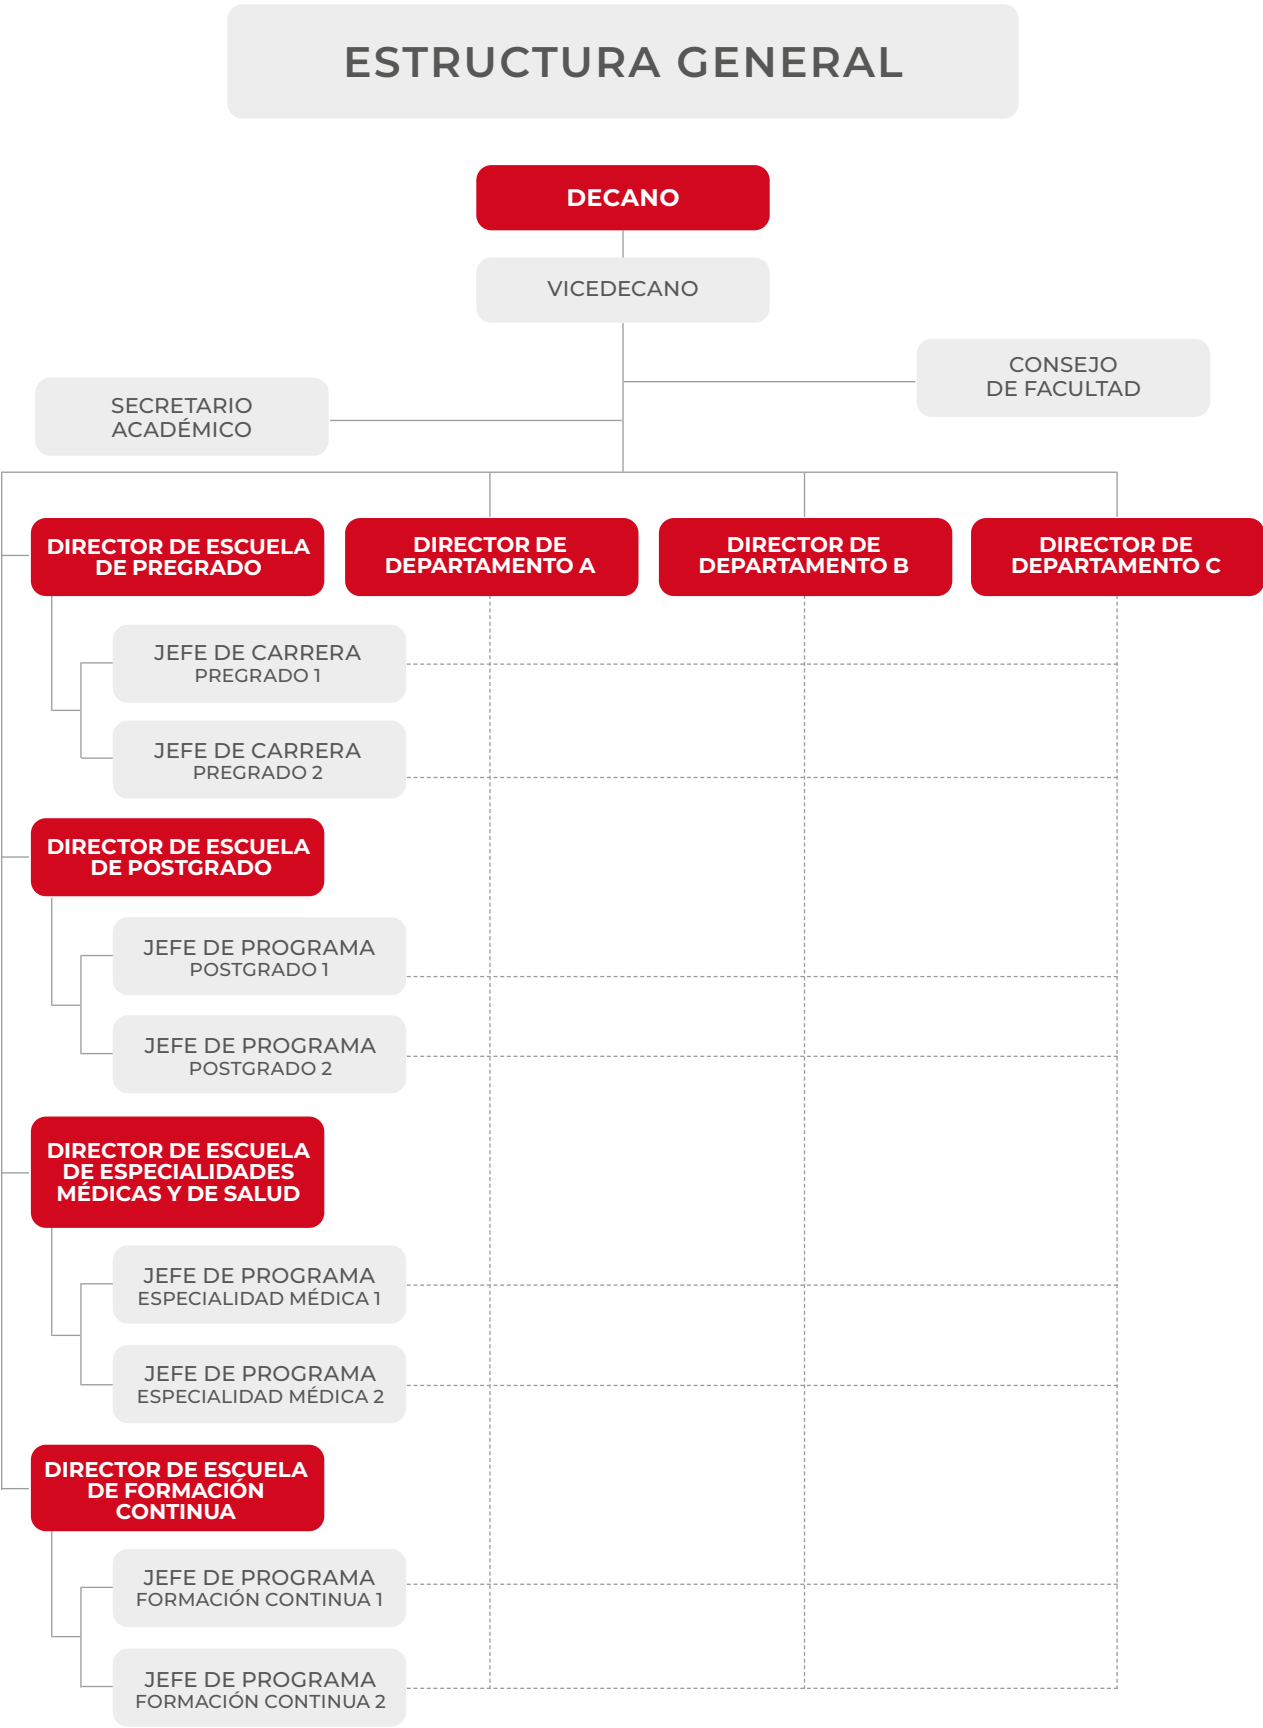 ESTRUCTURA GENERAL
DECANO
VICEDECANO
CONSEJO
DE FACULTAD
SECRETARIO
ACADÉMICO
DIRECTOR DE ESCUELA
DE PREGRADO
DIRECTOR DE
DEPARTAMENTO A
DIRECTOR DE
DEPARTAMENTO B
DIRECTOR DE
DEPARTAMENTO C
JEFE DE CARRERA
PREGRADO 1
JEFE DE CARRERA
PREGRADO 2
DIRECTOR DE ESCUELA
DE POSTGRADO
JEFE DE PROGRAMA
POSTGRADO 1
JEFE DE PROGRAMA
POSTGRADO 2
DIRECTOR DE ESCUELA
DE ESPECIALIDADES
MÉDICAS Y DE SALUD
JEFE DE PROGRAMA
ESPECIALIDAD MÉDICA 1
JEFE DE PROGRAMA
ESPECIALIDAD MÉDICA 2
DIRECTOR DE ESCUELA
DE FORMACIÓN
CONTINUA
JEFE DE PROGRAMA
FORMACIÓN CONTINUA 1
JEFE DE PROGRAMA
FORMACIÓN CONTINUA 2